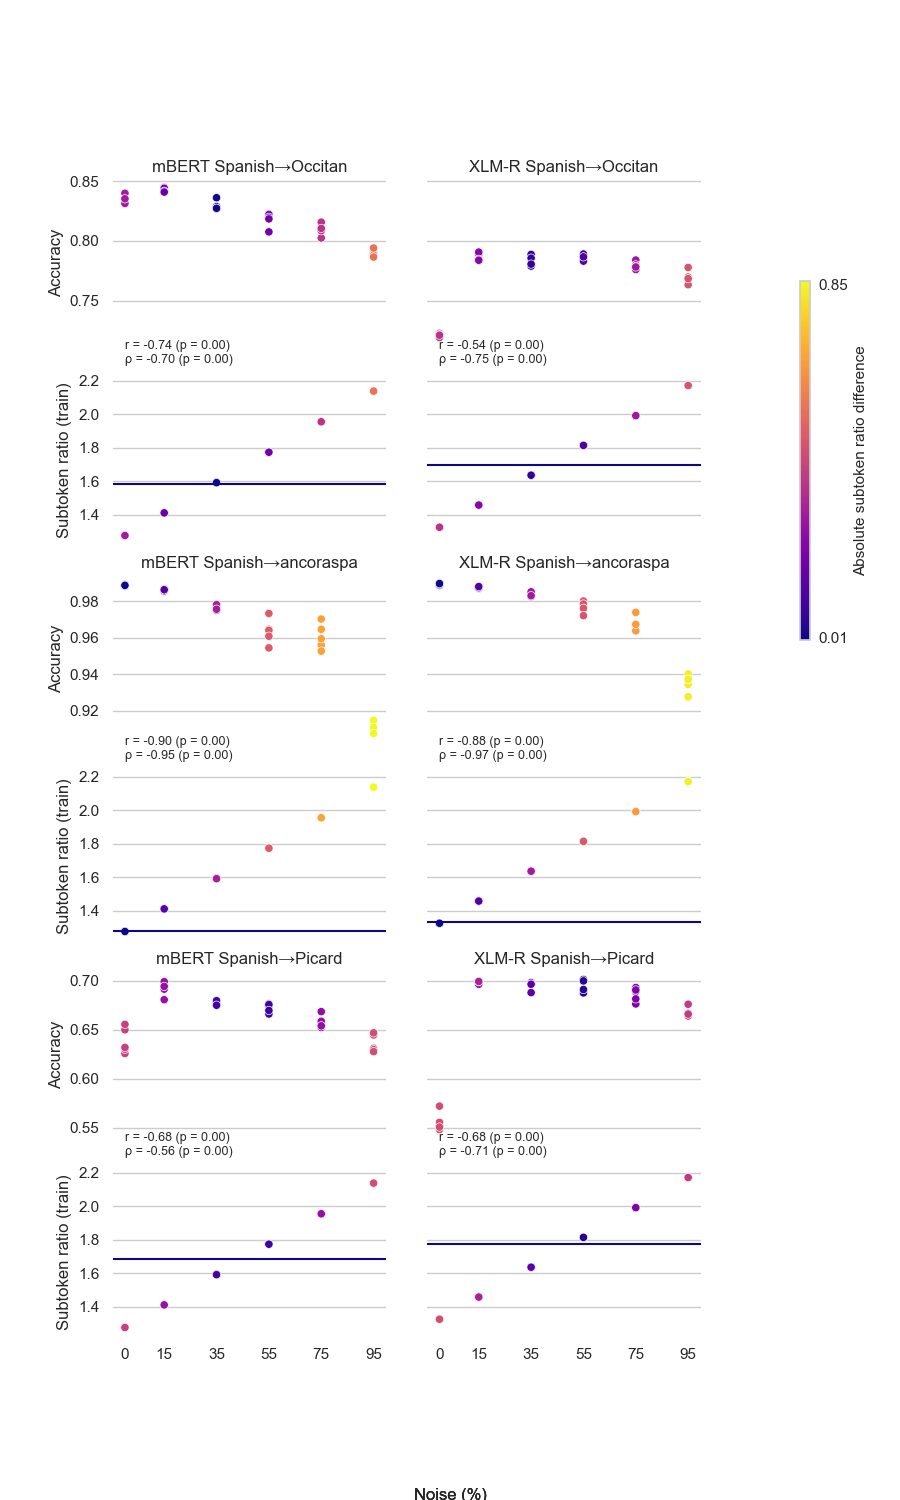 mBERT Spanish→Occitan
XLM-R Spanish→Occitan
0.85
0.80
0.75
Accuracy
r = -0.74 (p = 0.00)
ρ = -0.70 (p = 0.00)
r = -0.54 (p = 0.00)
ρ = -0.75 (p = 0.00)
2.2
2.0
1.8
1.6
1.4
Subtoken ratio (train)
mBERT Spanish→ancoraspa
XLM-R Spanish→ancoraspa
0.98
0.96
0.94
0.92
Accuracy
r = -0.90 (p = 0.00)
ρ = -0.95 (p = 0.00)
r = -0.88 (p = 0.00)
ρ = -0.97 (p = 0.00)
2.2
2.0
1.8
1.6
1.4
Subtoken ratio (train)
mBERT Spanish→Picard
XLM-R Spanish→Picard
0.70
0.65
0.60
0.55
Accuracy
r = -0.68 (p = 0.00)
ρ = -0.56 (p = 0.00)
r = -0.68 (p = 0.00)
ρ = -0.71 (p = 0.00)
2.2
2.0
1.8
1.6
1.4
Subtoken ratio (train)
0 15 35 55 75 95
0 15 35 55 75 95
Noise (%)
0.85
0.01
Absolute subtoken ratio difference